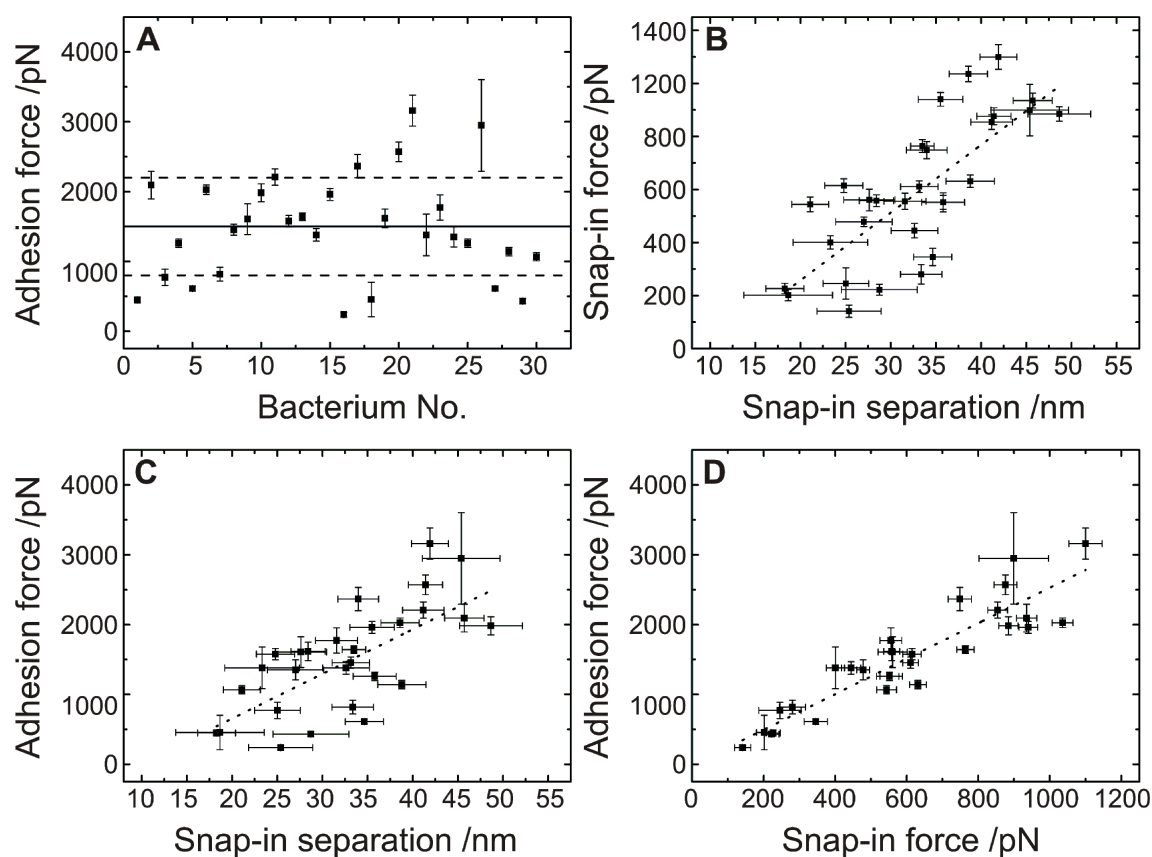 A
Adhesion force /pN
4000
3000
2000
1000
0
0 5 10 15 20 25 30
Bacterium No.
B
Snap-in force /pN
1400
1200
800
600
400
200
0
10 15 20 25 30 35 40 45 50 55
Snap-in separation /nm
C
Adhesion force /pN
4000
3000
2000
1000
0
10 15 20 25 30 35 40 45 50 55
Snap-in separation /nm
D
Adhesion force /pN
4000
3000
2000
1000
0
0 200 400 600 800 1000 1200
Snap-in force /pN